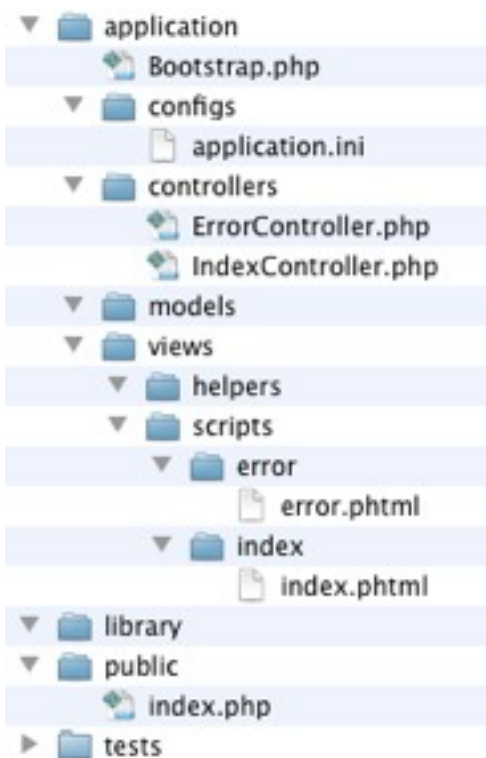 application
Bootstrap.php
configs
application.ini
controllers
ErrorController.php
IndexController.php
models
views
helpers
scripts
error
error.phtml
index
index.phtml
library
public
index.php
tests